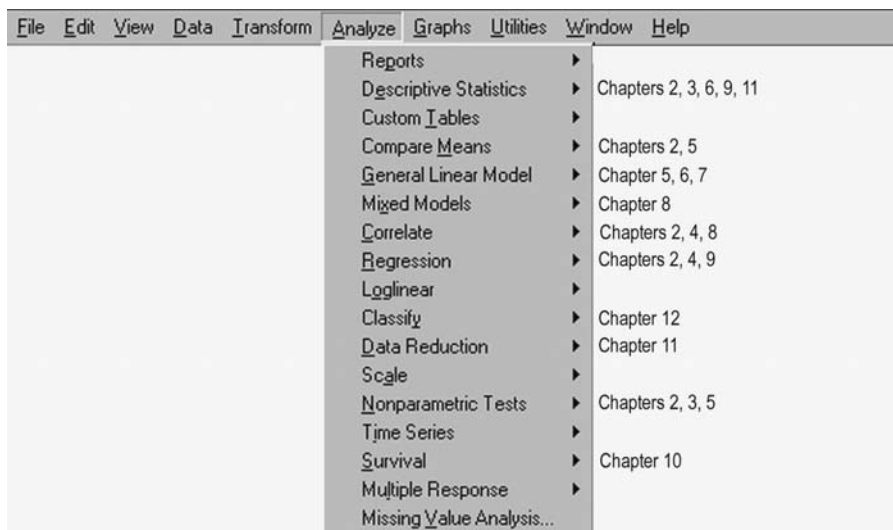 File Edit View Data Transform Analyze Graphs Utilities Window Help
Reports
Descriptive Statistics Chapters 2, 3, 6, 9, 11
Custom Tables
Compare Means Chapters 2, 5
General Linear Model Chapter 5, 6, 7
Mixed Models Chapter 8
Correlate Chapters 2, 4, 8
Regression Chapters 2, 4, 9
Loglinear
Classify Chapter 12
Data Reduction Chapter 11
Scale
Nonparametric Tests Chapters 2, 3, 5
Time Series
Survival Chapter 10
Multiple Response
Missing Value Analysis...